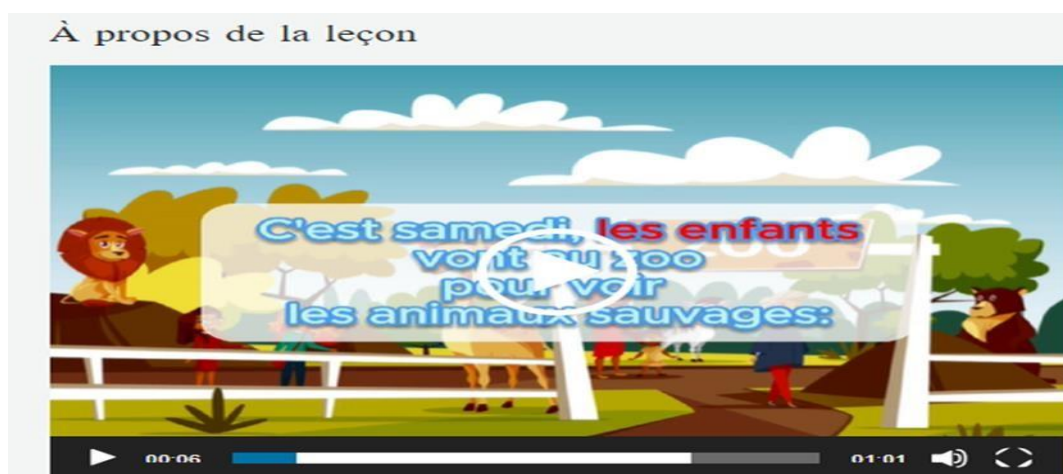 À propos de la leçon
C'est samedi, les enfants
vont au zoo
pour voir
les animaux sauvages:
00:06
01:01